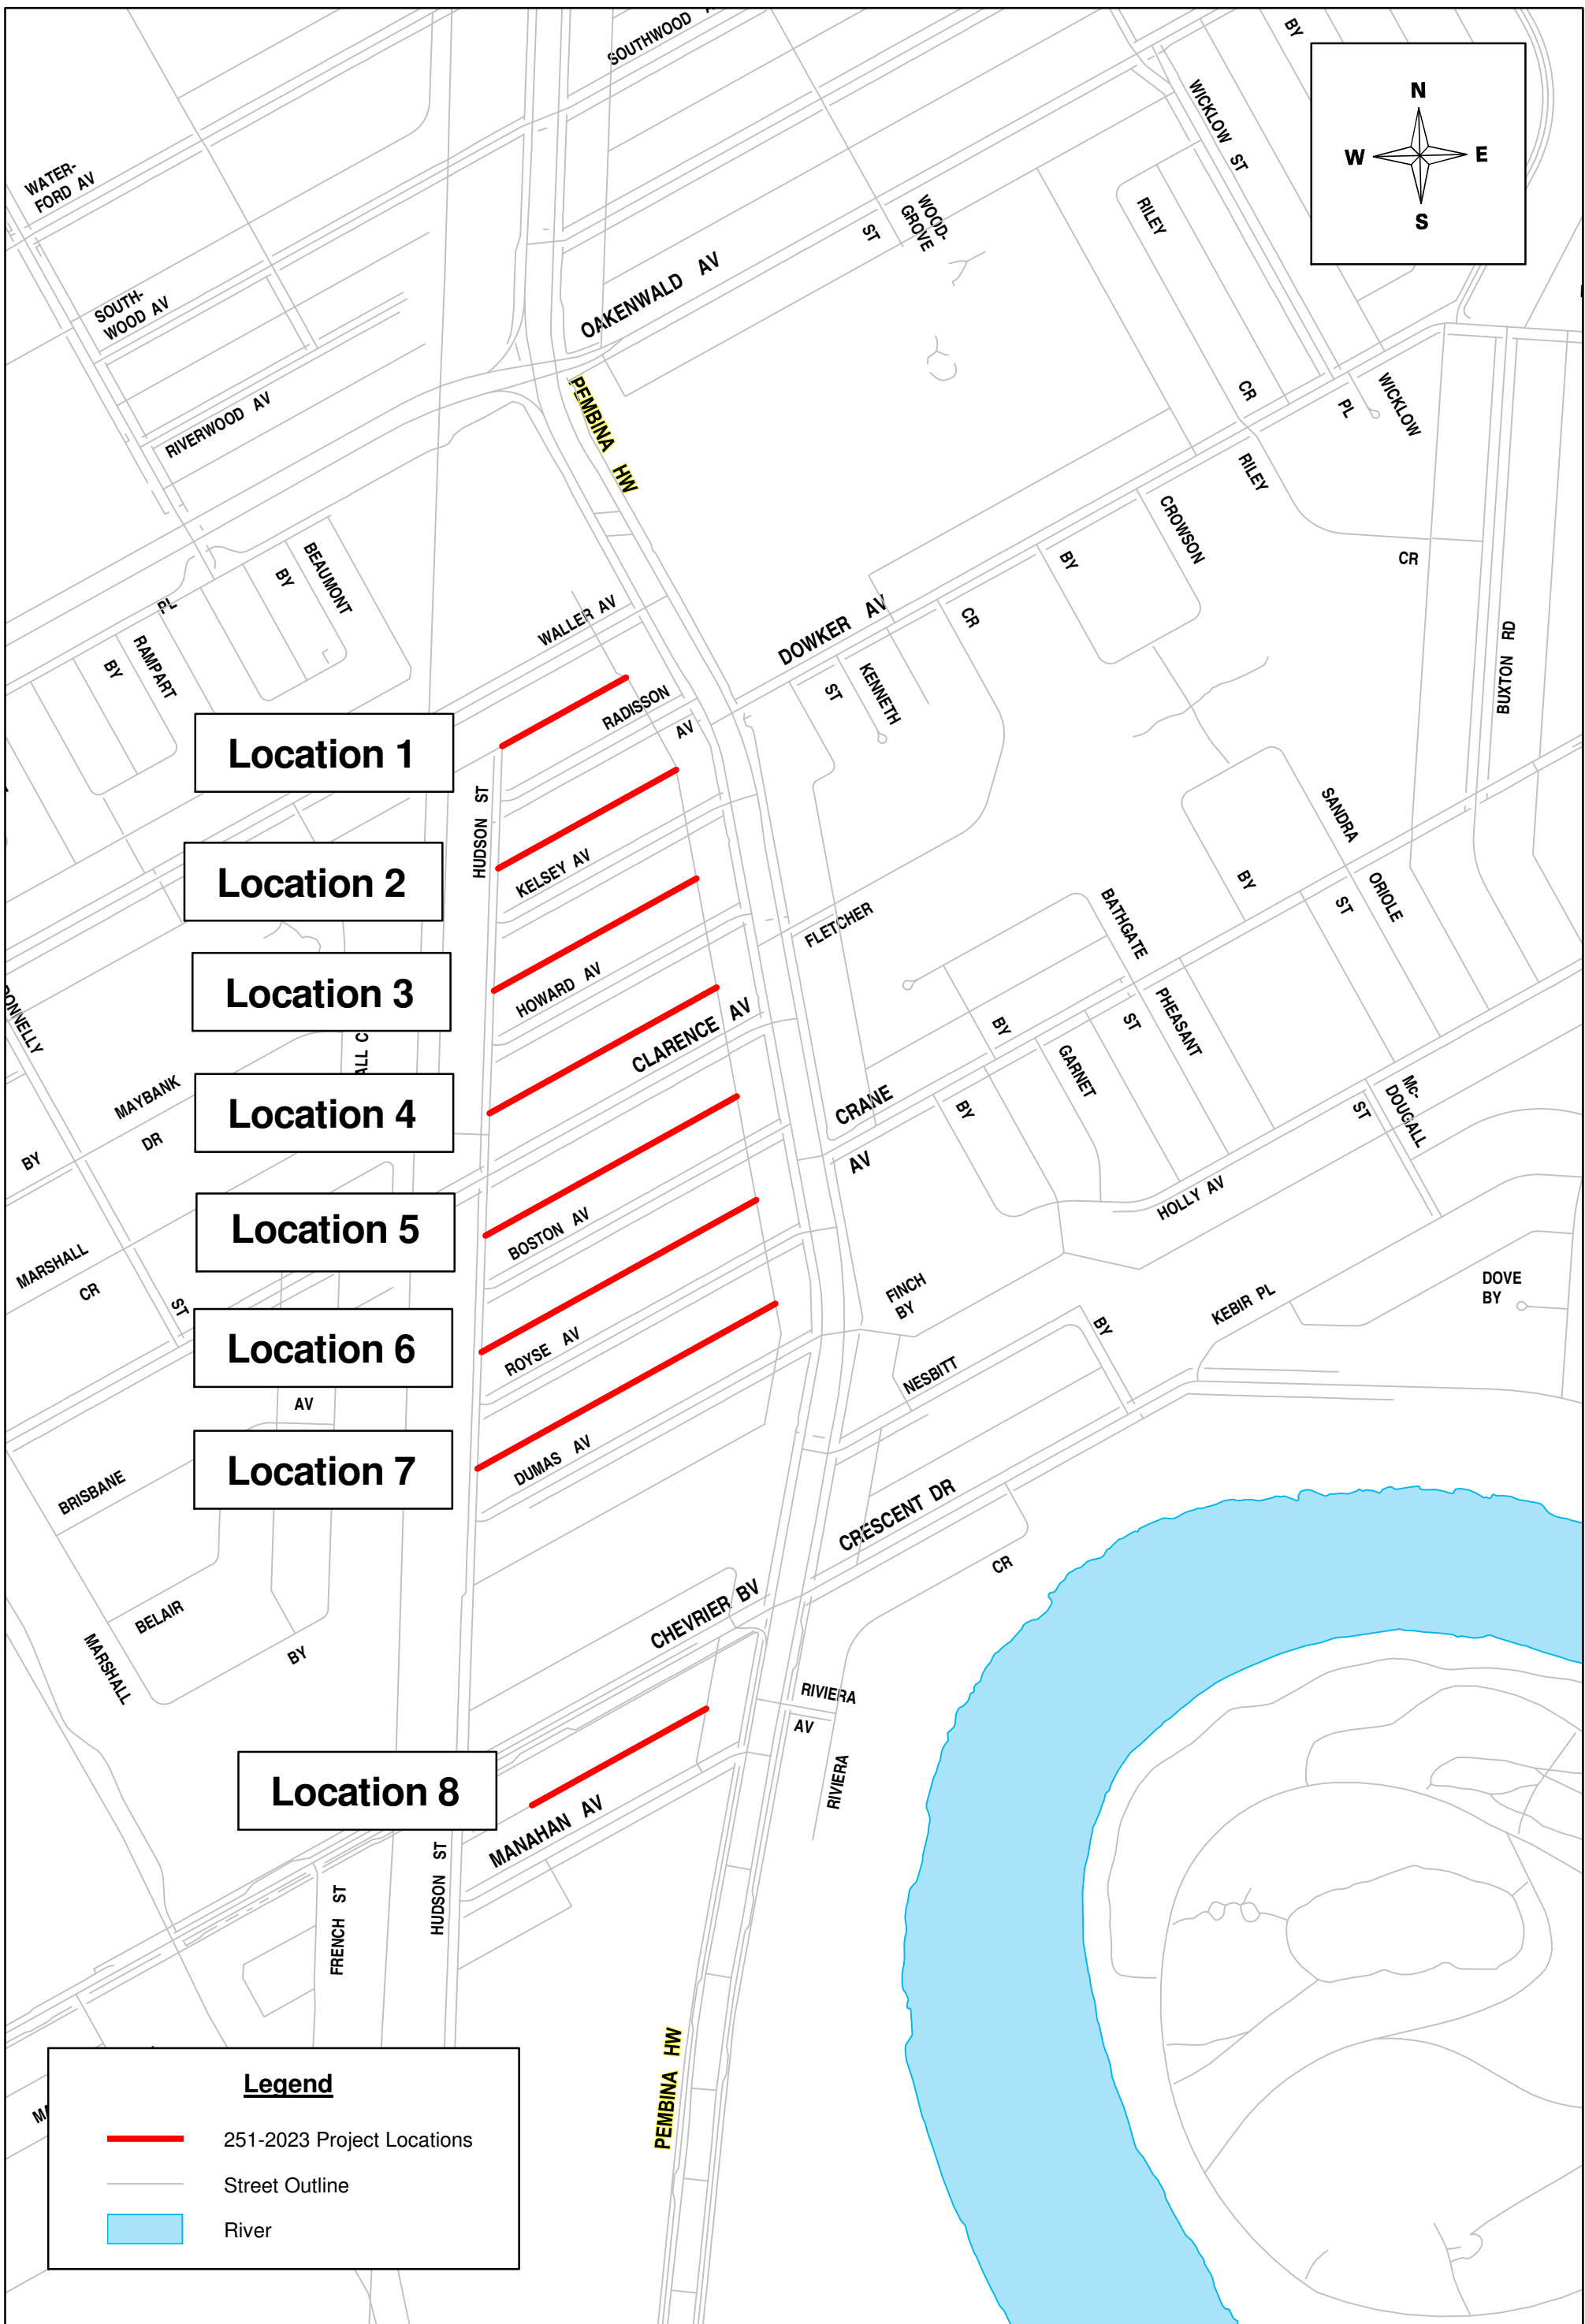 SOUTHWOOD
BY
WICKLOW ST
N
W E
S
WATER-
FORD AV
RILEY
WOOD-
GROVE
ST
OAKENWALD AV
SOUTH-
WOOD AV
PEMBINA HW
RIVERWOOD AV
CR
WICKLOW
PL
RILEY
CR
CROWSON
BY
BEAUMONT
BY
PL
RAMPART
BY
WALLER AV
DOWKER AV
CR
KENNETH
ST
BUXTON RD
RADISSON
AV
Location 1
HUDSON ST
SANDRA
BY
ORIOLE
ST
Location 2
KELSEY AV
FLETCHER
BATHGATE
BY
Location 3
HOWARD AV
DONNELLY
ST
ALL C
CLARENCE AV
PHEASANT
ST
GARNET
BY
MAYBANK
DR
Location 4
CRANE
AV
Mc-
DOUGALL
ST
BY
HOLLY AV
Location 5
BOSTON AV
MARSHALL
CR
FINCH
BY
KEBIR PL
DOVE
BY
Location 6
ROYSE AV
NESBITT
BY
AV
Location 7
DUMAS AV
BRISBANE
CRESCENT DR
CR
BELAIR
BY
CHEVRIER BV
MARSHALL
RIVIERA
AV
RIVIERA
Location 8
MANAHAN AV
HUDSON ST
FRENCH ST
PEMBINA HW
Legend
251-2023 Project Locations
Street Outline
River